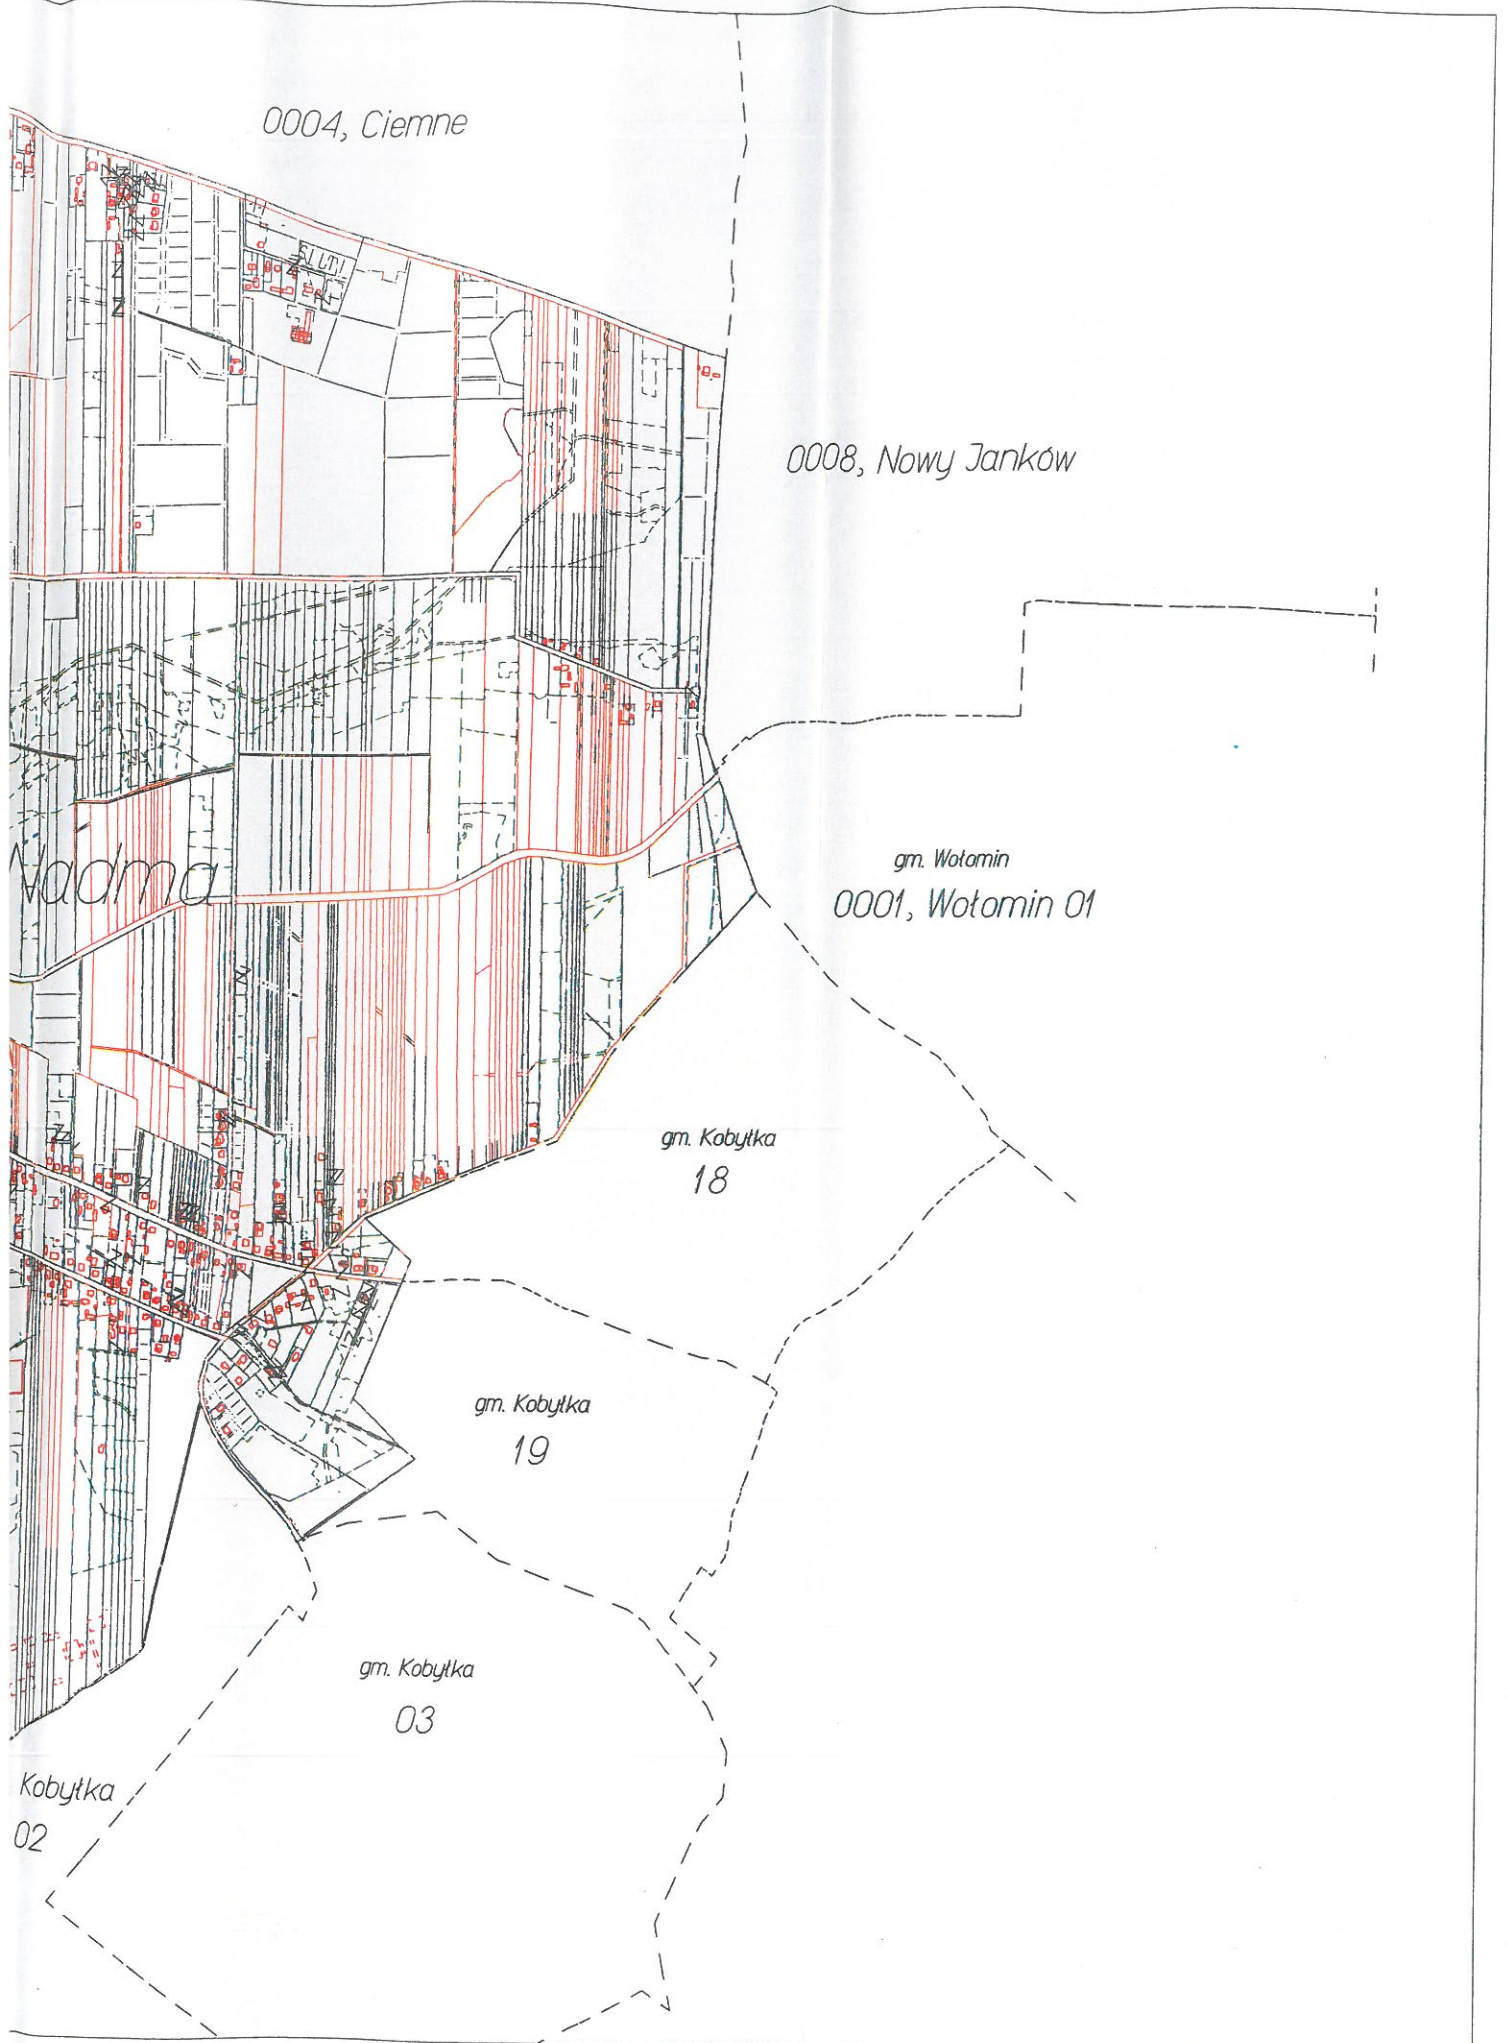 0004, Ciemne
0008, Nowy Janków
Nadma
gm. Wołomin
0001, Wołomin 01
gm. Kobyłka
18
gm. Kobyłka
19
gm. Kobyłka
03
Kobyłka
02